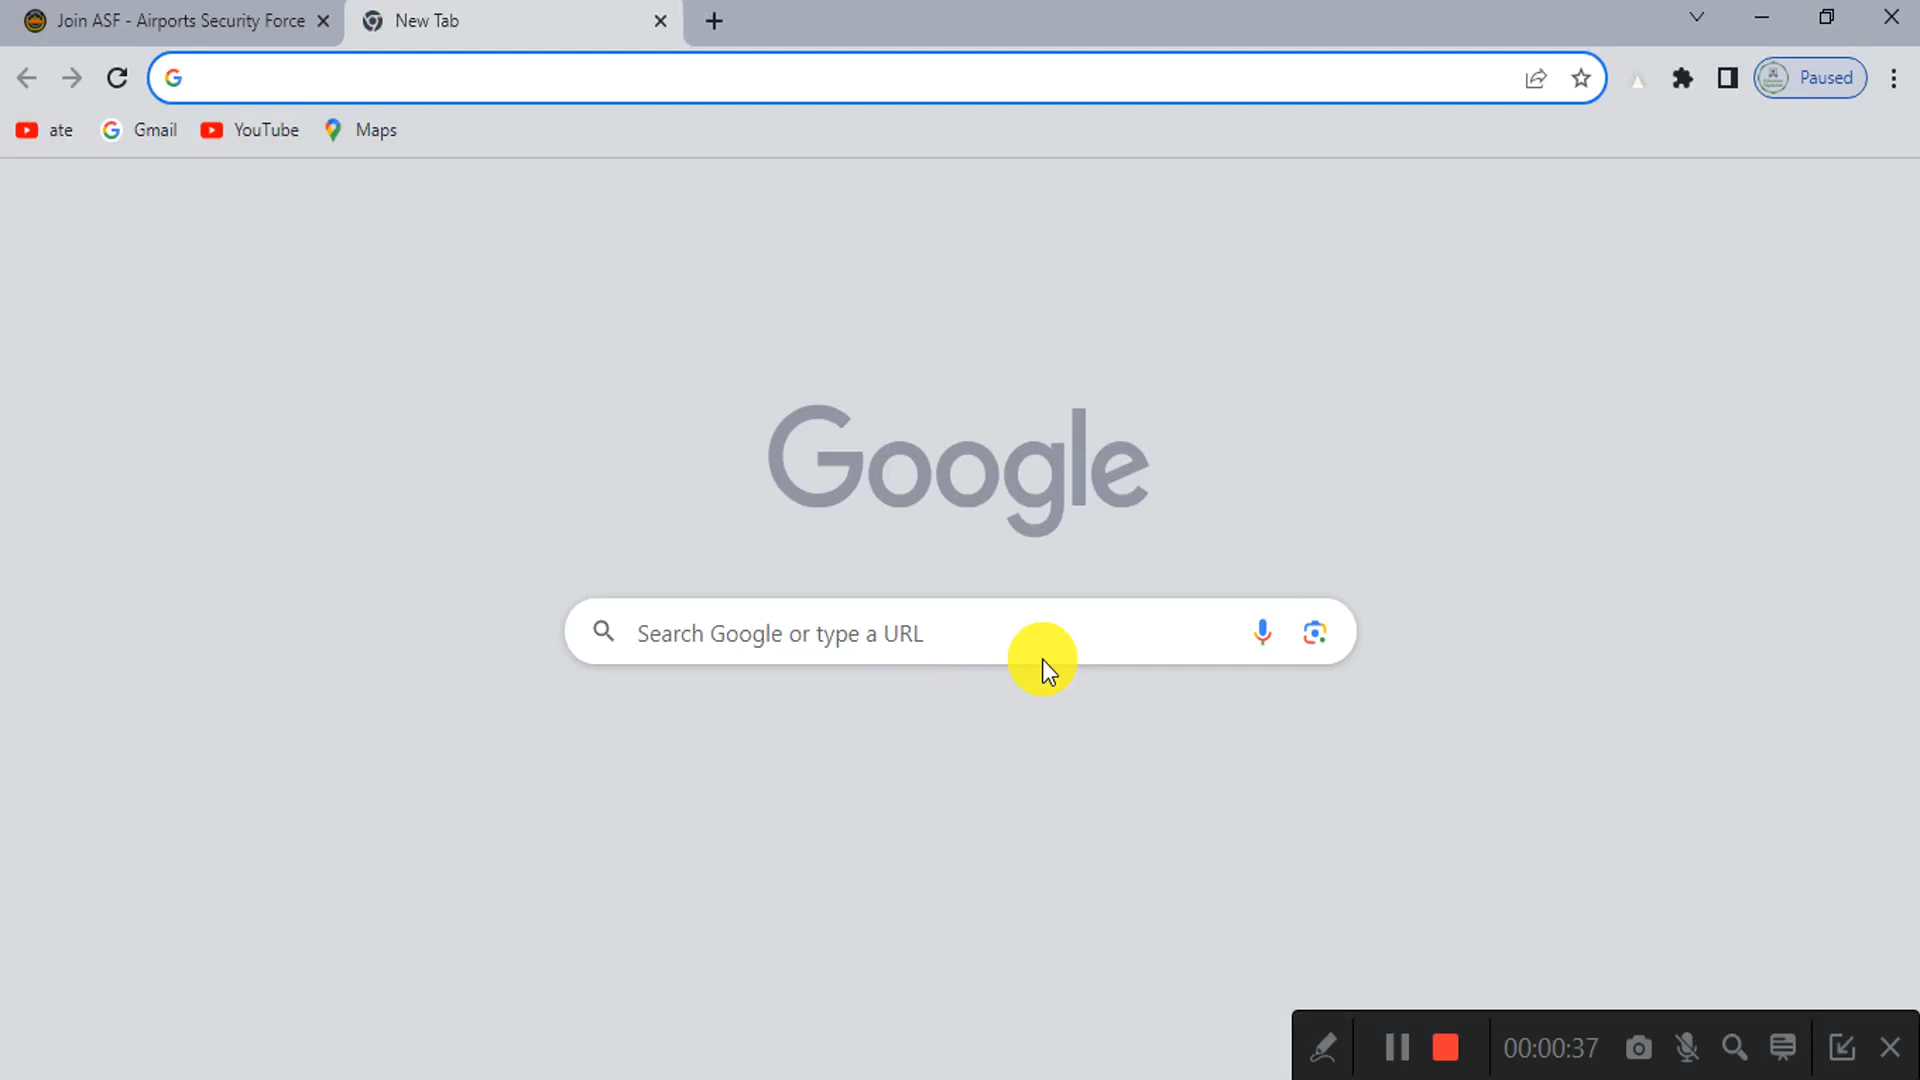 Join ASF - Airports Security Force
New Tab
Paused
ate
Gmail
YouTube
Maps
Google
Search Google or type a URL
00:00:37